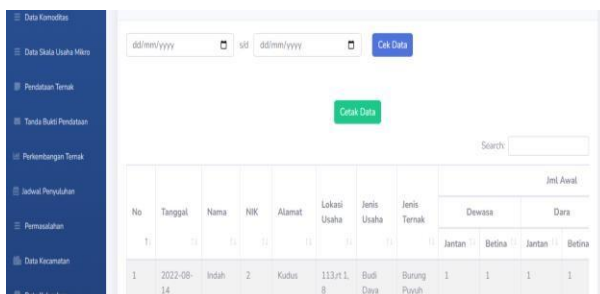 Data Komoditas
Data Skala Usaha Mikro
Pendataan Ternak
Tanda Bukti Pendataan
Perkembangan Ternak
Jadwal Penyuluhan
Permasalahan
Data Kecamatan
dd/mm/yyyy s/d dd/mm/yyyy Cek Data
Cetak Data
Search:
Jml Awal
No Tanggal Nama NIK Alamat Lokasi Usaha Jenis Usaha Jenis Ternak Dewasa Dara
Jantan Betina Jantan Betina
1 2022-08-14 Indah 2 Kudus 113,rt 1, 8 Budi Daya Burung Puyuh 1 1 1 1